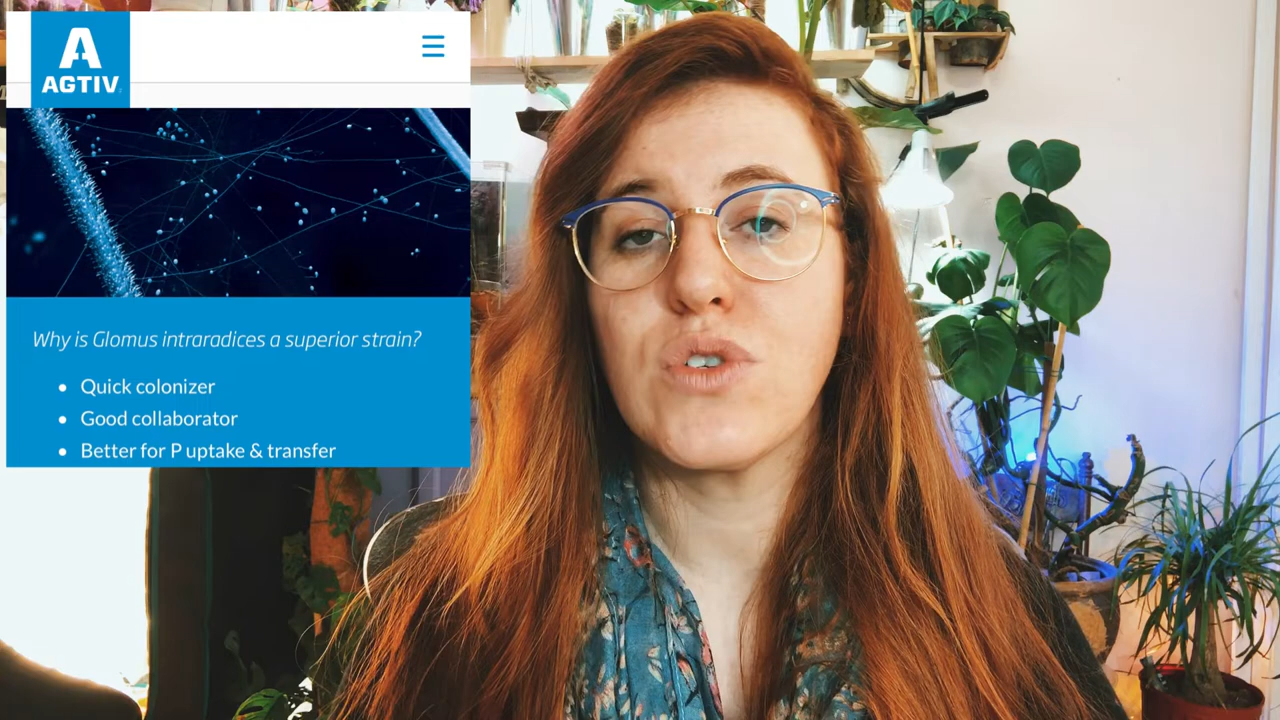 A
AGTIV
Why is Glomus intraradices a superior strain?
Quick colonizer
Good collaborator
Better for P uptake & transfer